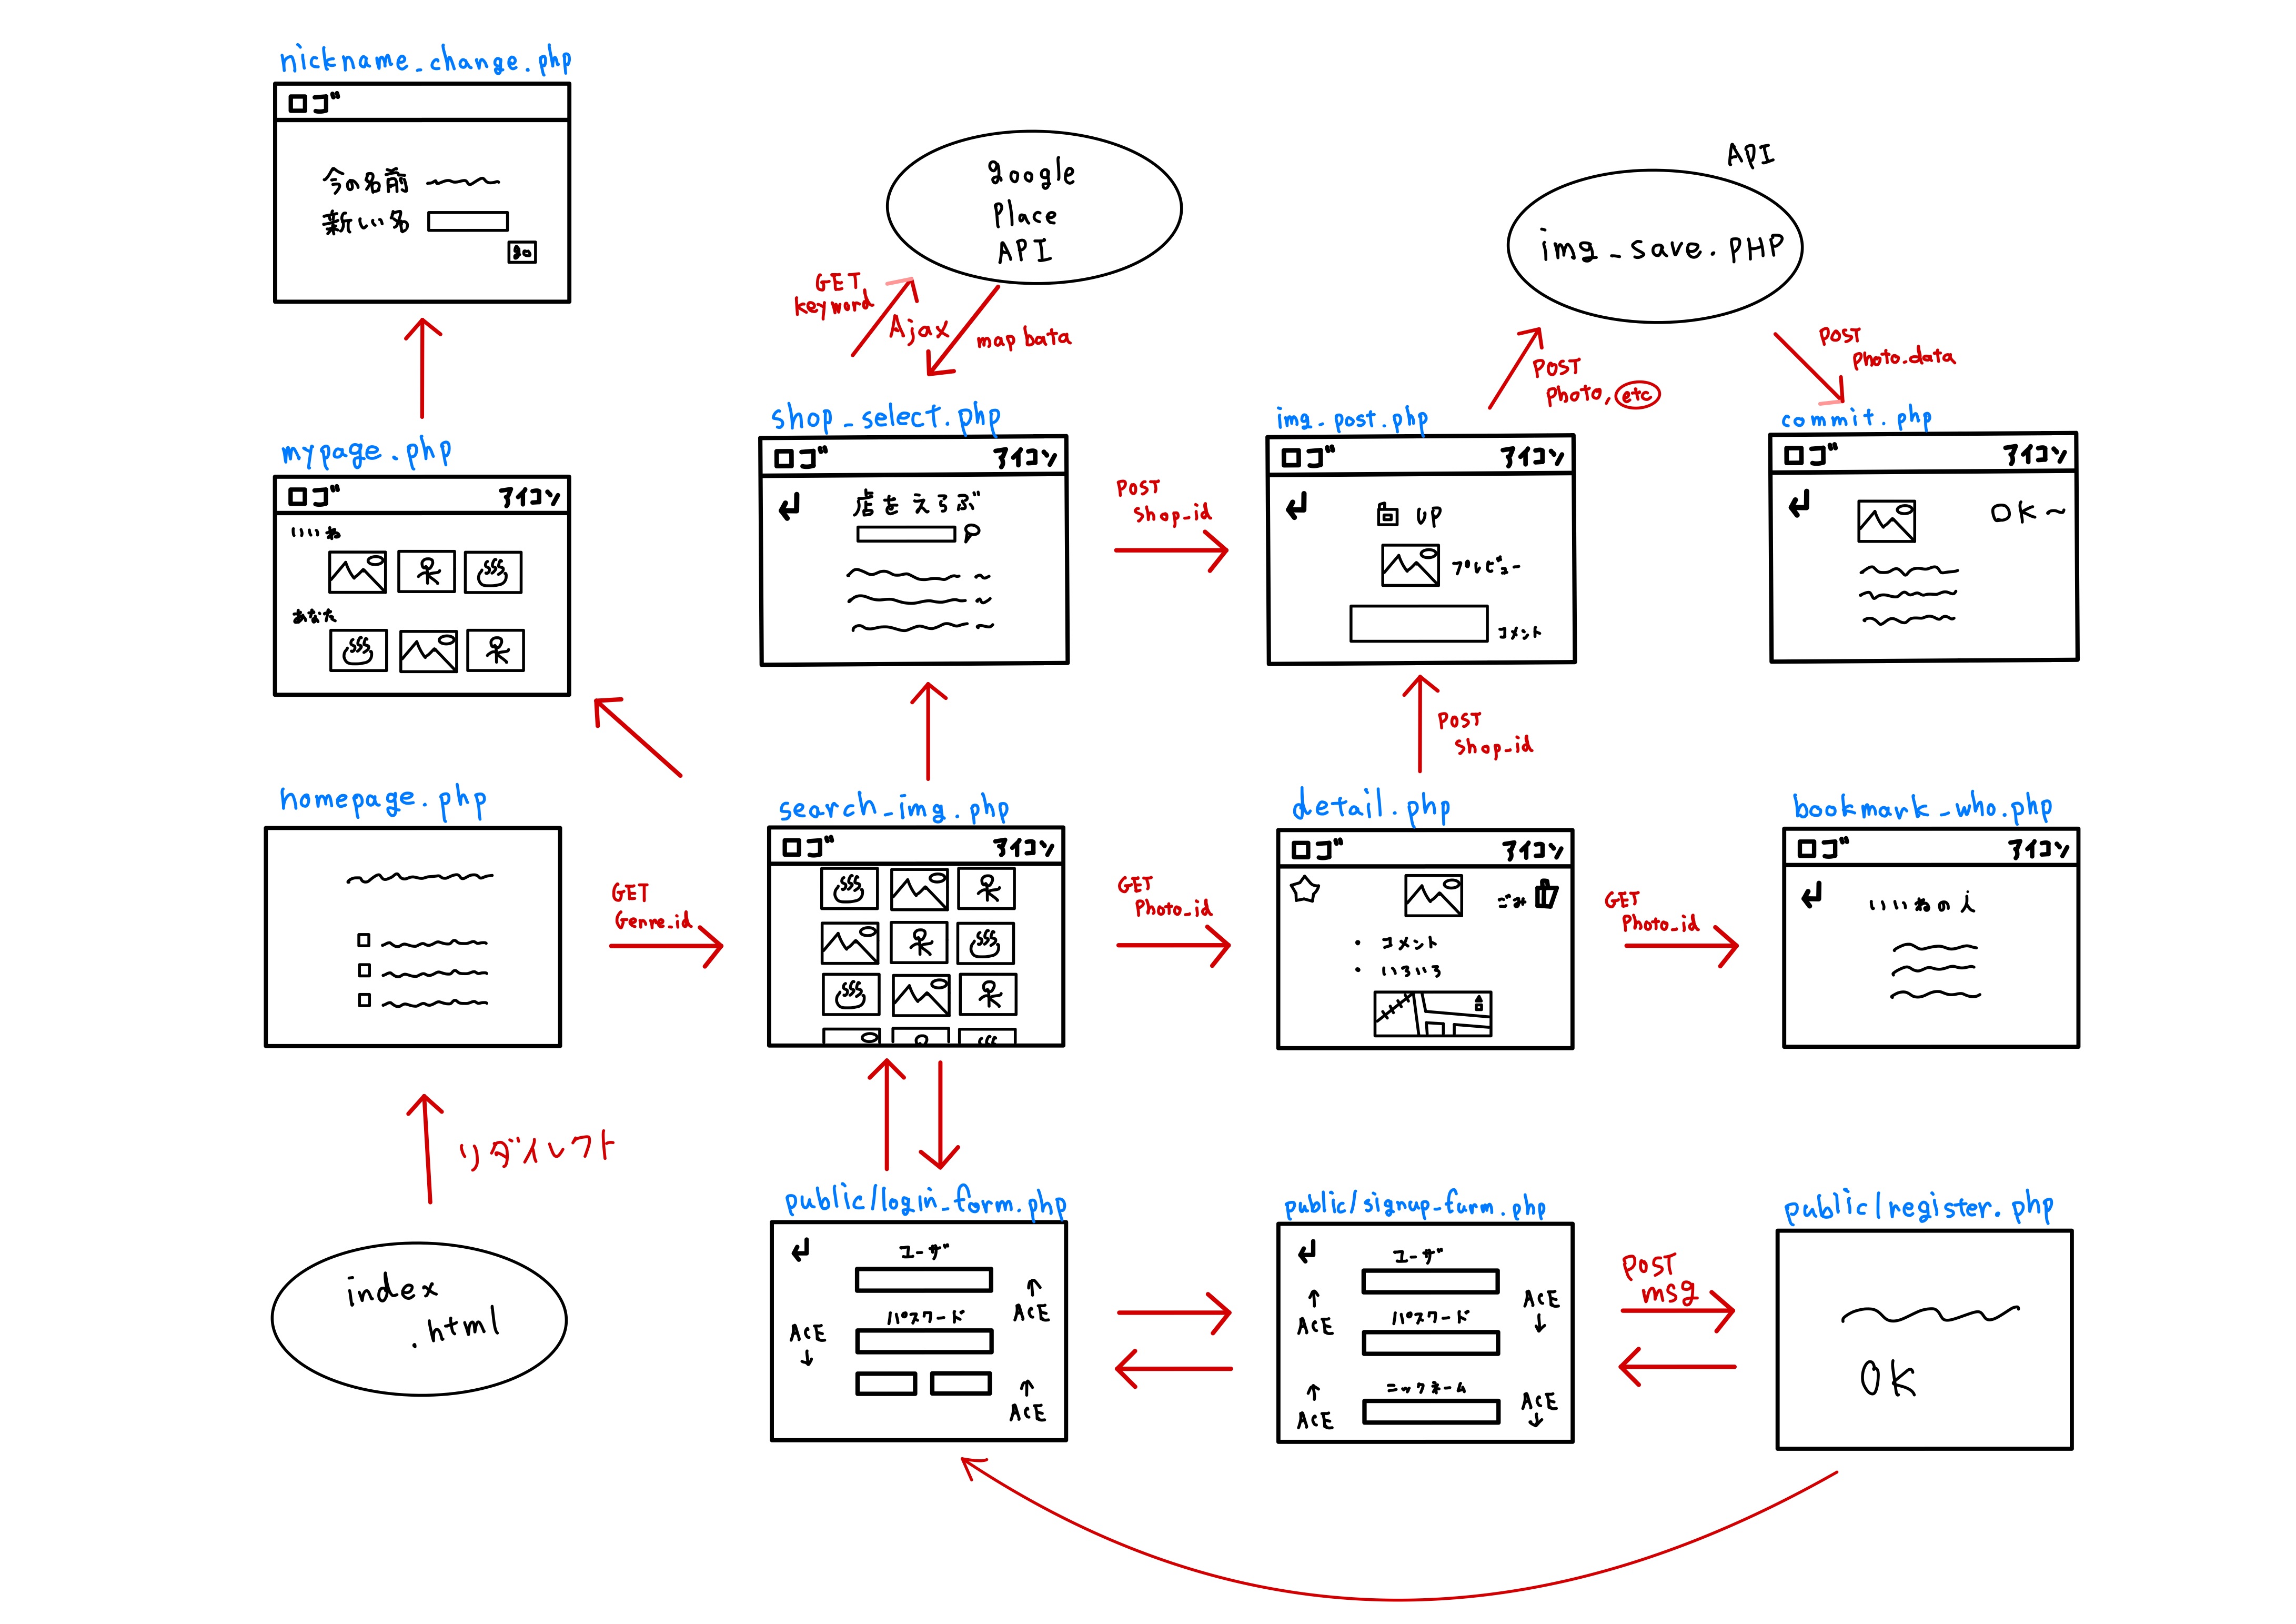 nickname_change.php
ロゴ
今の名前
新しい名
go
google
Place
API
API
img_save.PHP
GET
keyword
Ajax
map bata
POST
Photo, etc
POST
Photo.data
mypage.php
ロゴ アイコン
いいね
あなた
shop_select.php
ロゴ アイコン
店をえらぶ
POST
Shop_id
img_post.php
ロゴ アイコン
UP
プレビュー
コメント
commit.php
ロゴ アイコン
OK~
POST
Shop_id
homepage.php
GET
Genre_id
search_img.php
ロゴ アイコン
GET
Photo_id
detail.php
ロゴ アイコン
ごみ
・ コメント
・ いろいろ
GET
Photo_id
bookmark_who.php
ロゴ アイコン
いいねの人
リダイレクト
index
.html
public/login_form.php
ユーザ
ACE
パスワード
ACE
ACE
public/signup_furm.php
ユーザ
ACE
ACE
パスワード
ニックネーム
ACE
ACE
POST
msg
public/register.php
OK